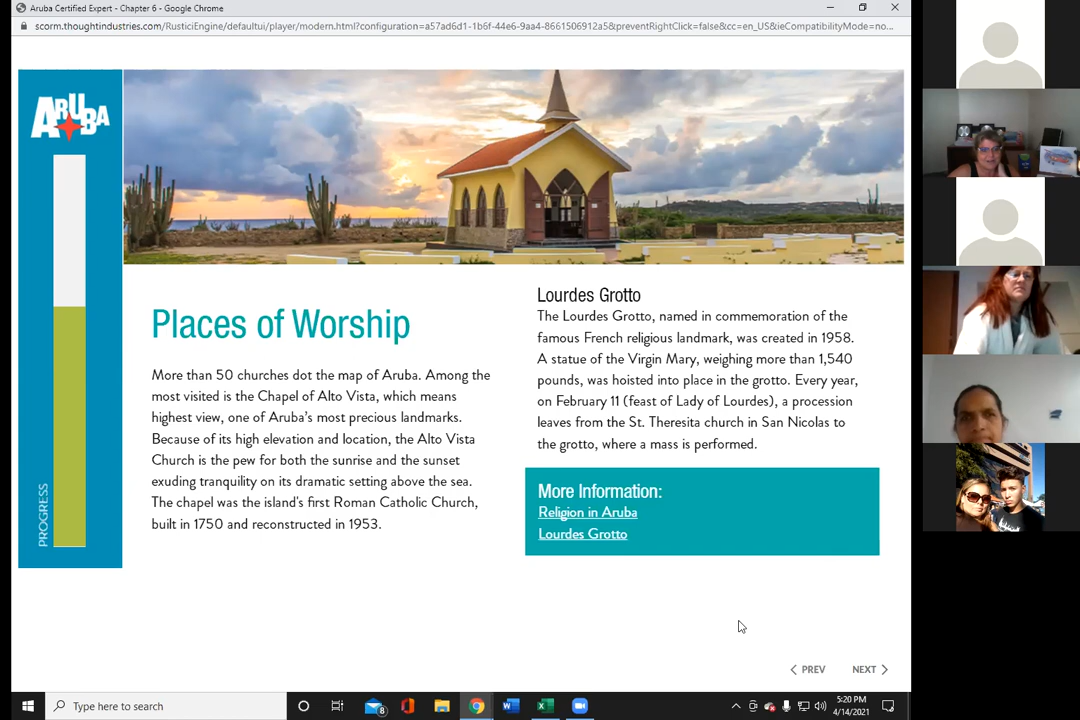 Aruba Certified Expert - Chapter 6 - Google Chrome
scorm.thoughtindustries.com/RusticiEngine/defaultui/player/modern.html?configuration=a57ad6d1-1b6f-44e6-9aa4-8661506912a5&preventRightClick=false&cc=en_US&ieCompatibilityMode=no...
ARUBA
PROGRESS
Places of Worship
More than 50 churches dot the map of Aruba. Among the
most visited is the Chapel of Alto Vista, which means
highest view, one of Aruba's most precious landmarks.
Because of its high elevation and location, the Alto Vista
Church is the pew for both the sunrise and the sunset
exuding tranquility on its dramatic setting above the sea.
The chapel was the island's first Roman Catholic Church,
built in 1750 and reconstructed in 1953.
Lourdes Grotto
The Lourdes Grotto, named in commemoration of the
famous French religious landmark, was created in 1958.
A statue of the Virgin Mary, weighing more than 1,540
pounds, was hoisted into place in the grotto. Every year,
on February 11 (feast of Lady of Lourdes), a procession
leaves from the St. Theresita church in San Nicolas to
the grotto, where a mass is performed.
More Information:
Religion in Aruba
Lourdes Grotto
PREV
NEXT
Type here to search
8
5:20 PM
4/14/2021